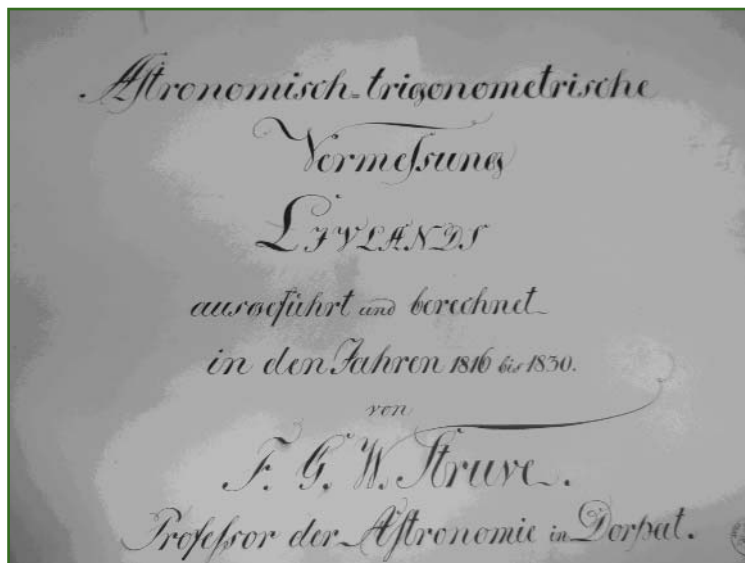 Astronomisch=trigonometrische
Vermessung
LIVLANDS
ausgeführt und berechnet
in den Jahren 1816 bis 1830.
von
F. G. W. Struve.
Professor der Astronomie in Dorpat.